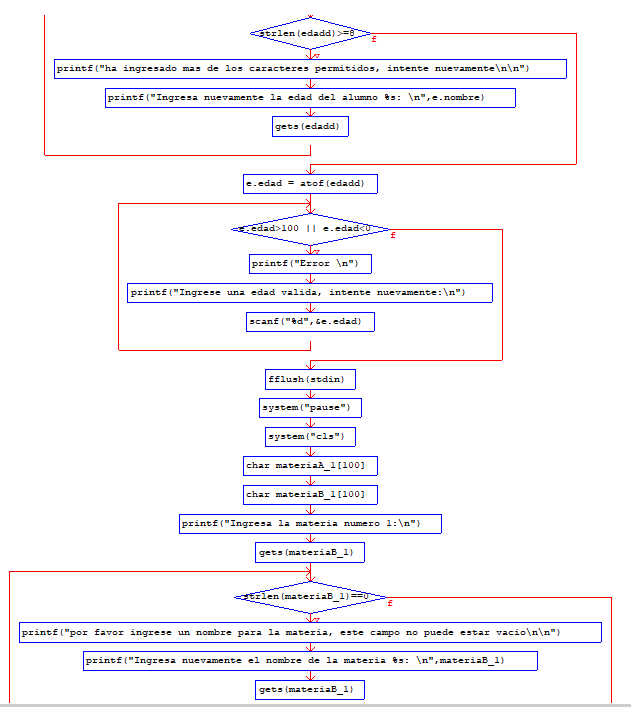 strlen(edadd)>=8
f
v
printf("ha ingresado mas de los caracteres permitidos, intente nuevamente\n\n")
printf("Ingresa nuevamente la edad del alumno %s: \n",e.nombre)
gets(edadd)
e.edad = atof(edadd)
e.edad>100 || e.edad<0
f
v
printf("Error \n")
printf("Ingrese una edad valida, intente nuevamente:\n")
scanf("%d",&e.edad)
fflush(stdin)
system("pause")
system("cls")
char materiaA_1[100]
char materiaB_1[100]
printf("Ingresa la materia numero 1:\n")
gets(materiaB_1)
strlen(materiaB_1)==0
f
v
printf("por favor ingrese un nombre para la materia, este campo no puede estar vacio\n\n")
printf("Ingresa nuevamente el nombre de la materia %s: \n",materiaB_1)
gets(materiaB_1)